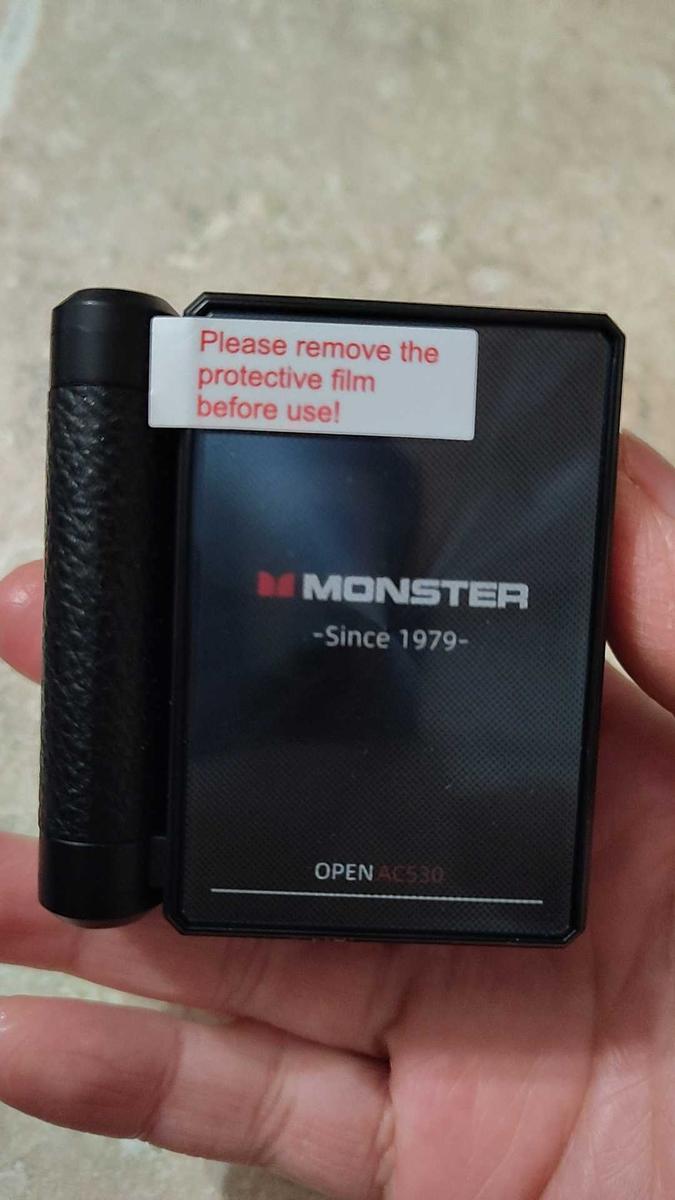 Please remove the
protective film
before use!
MONSTER
-Since 1979-
OPEN AC530